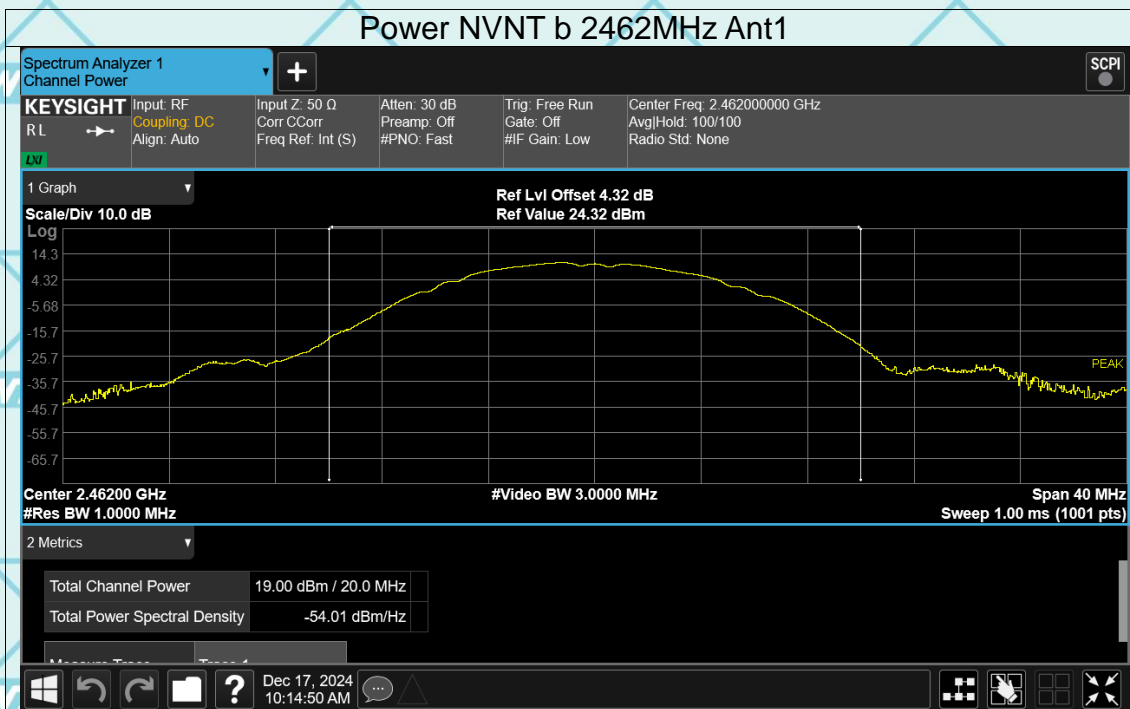 Power NVNT b 2462MHz Ant1
Spectrum Analyzer 1
Channel Power
+
SCPI
KEYSIGHT
R L
LXI
Input: RF
Coupling: DC
Align: Auto
Input Z: 50 Ω
Corr CCorr
Freq Ref: Int (S)
Atten: 30 dB
Preamp: Off
#PNO: Fast
Trig: Free Run
Gate: Off
#IF Gain: Low
Center Freq: 2.462000000 GHz
Avg|Hold: 100/100
Radio Std: None
1 Graph
Scale/Div 10.0 dB
Ref Lvl Offset 4.32 dB
Ref Value 24.32 dBm
Log
14.3
4.32
-5.68
-15.7
-25.7
-35.7
-45.7
-55.7
-65.7
PEAK
Center 2.46200 GHz
#Video BW 3.0000 MHz
Span 40 MHz
#Res BW 1.0000 MHz
Sweep 1.00 ms (1001 pts)
2 Metrics
Total Channel Power 19.00 dBm / 20.0 MHz
Total Power Spectral Density -54.01 dBm/Hz
?
Dec 17, 2024
10:14:50 AM